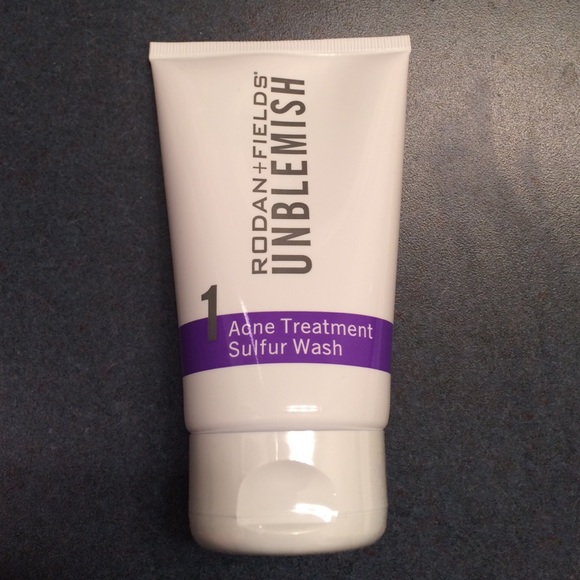 RODAN+FIELDS®
UNBLEMISH
1
Acne Treatment
Sulfur Wash